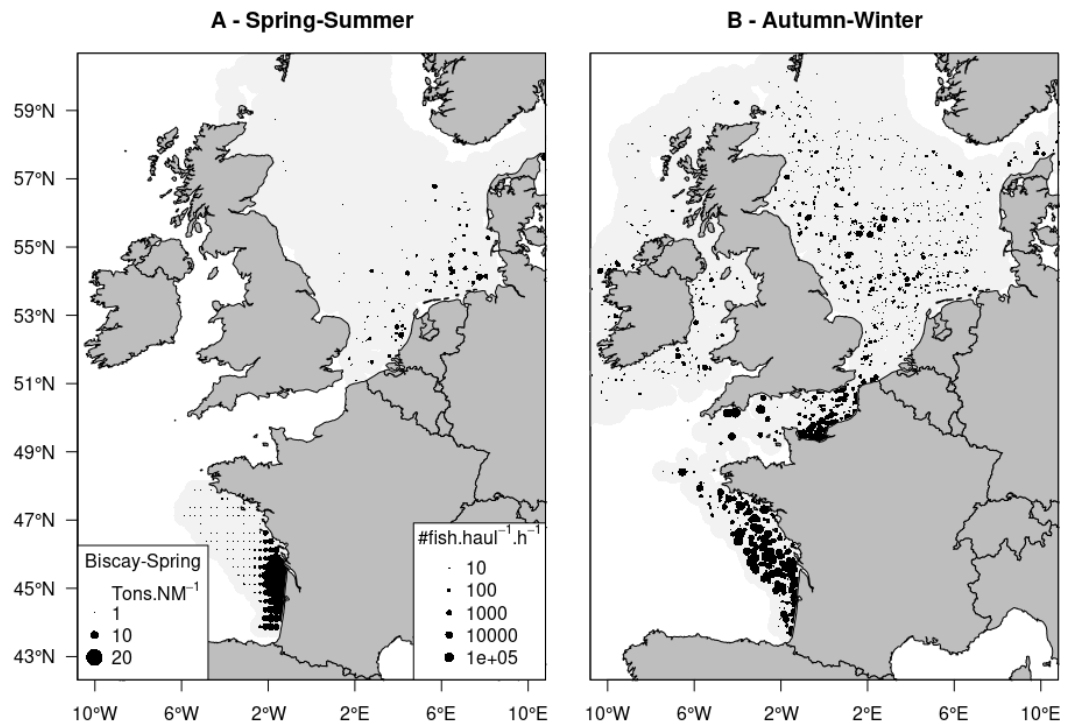 A - Spring-Summer
B - Autumn-Winter
59°N
57°N
55°N
53°N
51°N
49°N
47°N
45°N
43°N
Biscay-Spring
Tons.NM⁻¹
1
10
20
#fish.haul⁻¹.h⁻¹
10
100
1000
10000
1e+05
10°W 6°W 2°W 2°E 6°E 10°E
10°W 6°W 2°W 2°E 6°E 10°E